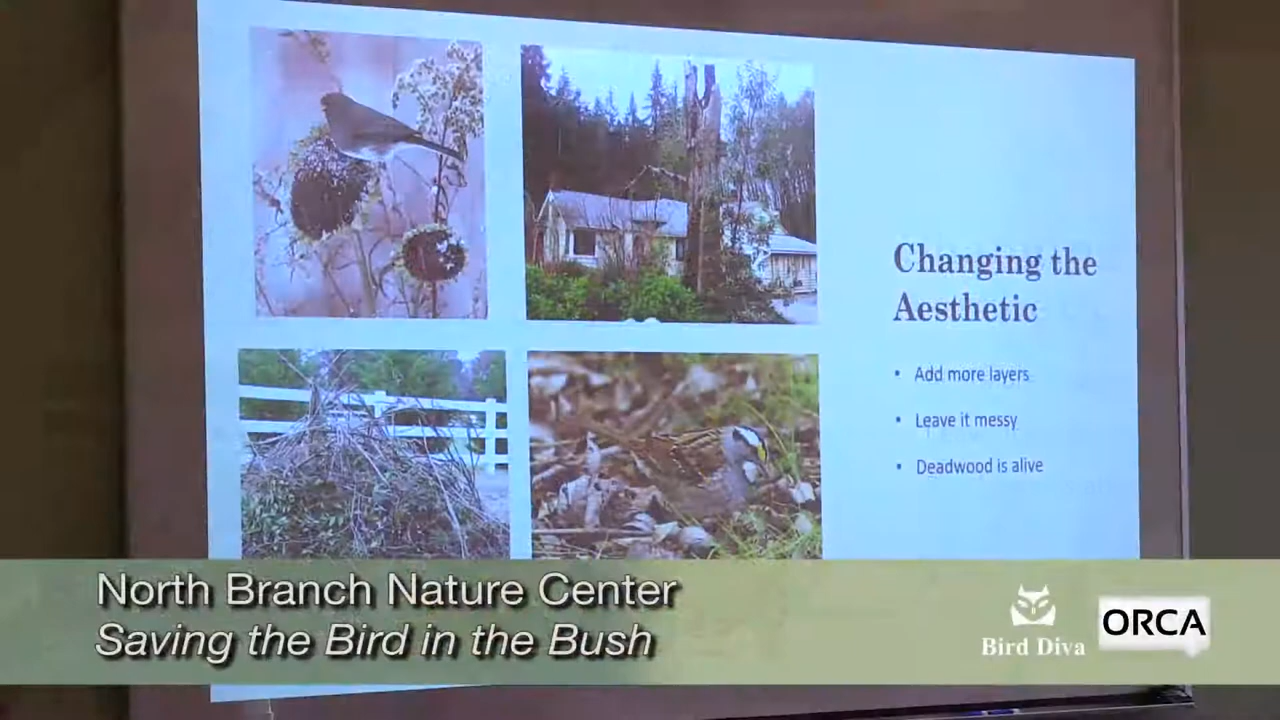 Changing the
Aesthetic
• Add more layers
• Leave it messy
• Deadwood is alive
North Branch Nature Center
Saving the Bird in the Bush
Bird Diva
ORCA